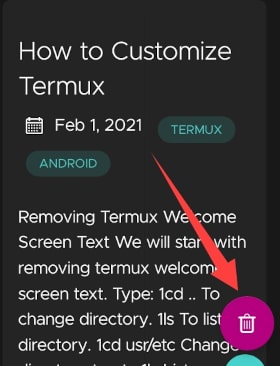 How to Customize
Termux
Feb 1, 2021
TERMUX
ANDROID
Removing Termux Welcome
Screen Text We will start with
removing termux welcome
screen text. Type: 1cd .. To
change directory. 1ls To list
directory. 1cd usr/etc Change